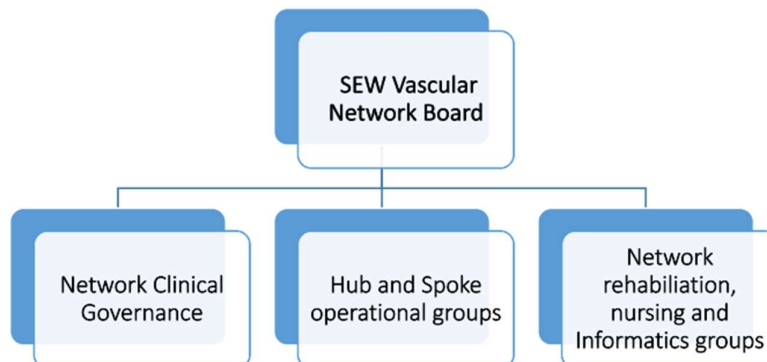 SEW Vascular
Network Board
Network Clinical
Governance
Hub and Spoke
operational groups
Network
rehabiliation,
nursing and
Informatics groups